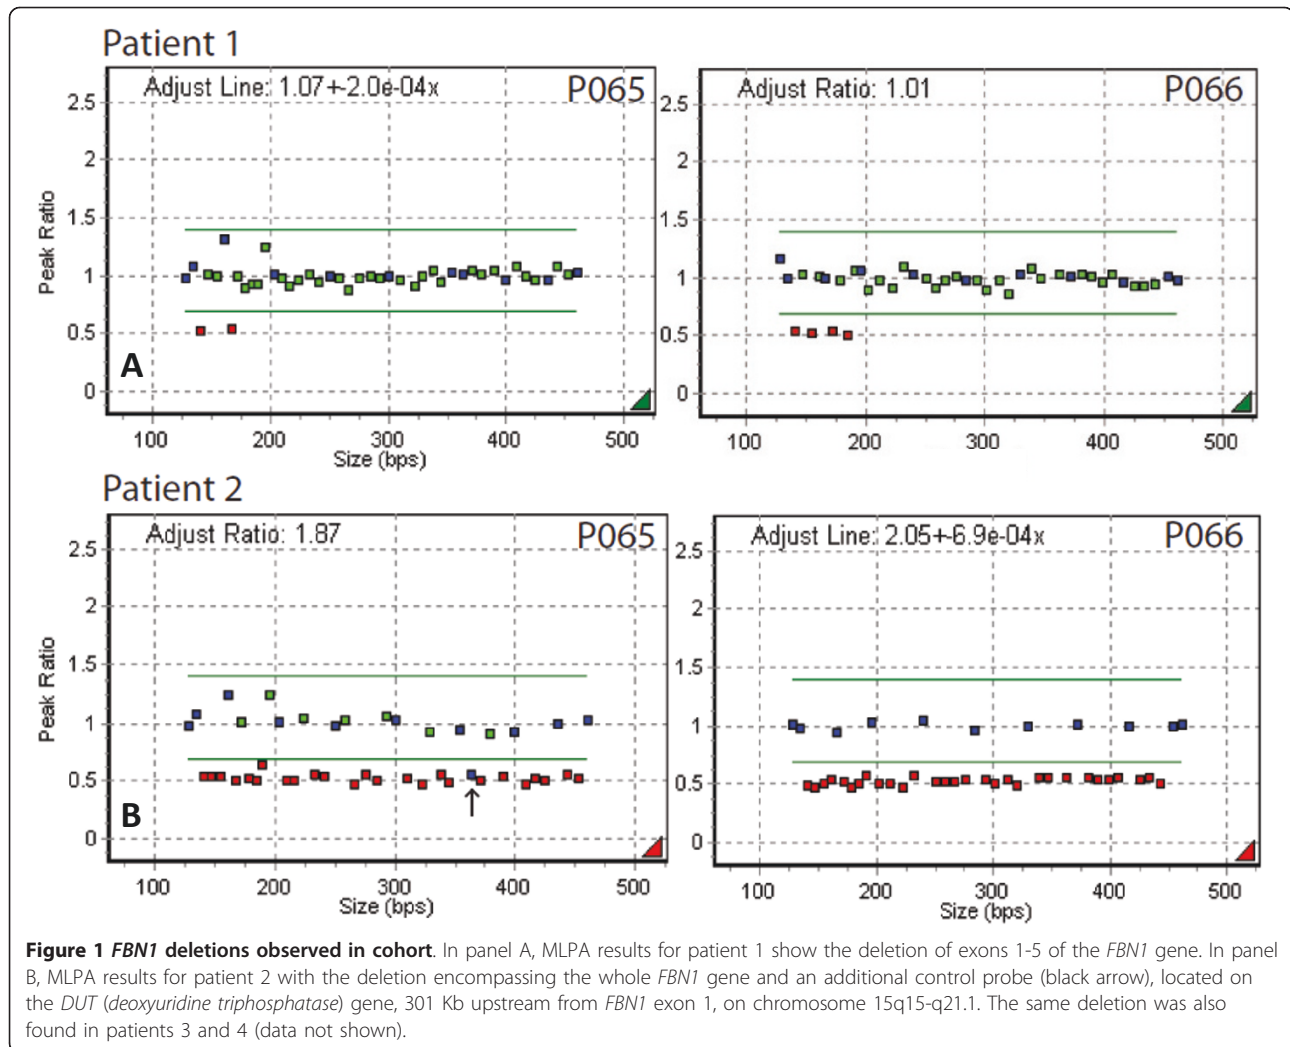 Patient 1
Adjust Line: 1.07+-2.0e-04x
P065
Peak Ratio
2.5
2
1.5
1
0.5
0
A
100
200
300
400
500
Size (bps)
Adjust Ratio: 1.01
P066
2.5
2
1.5
1
0.5
0
100
200
300
400
500
Size (bps)
Patient 2
Adjust Ratio: 1.87
P065
Peak Ratio
2.5
2
1.5
1
0.5
0
B
100
200
300
400
500
Size (bps)
Adjust Line: 2.05+-6.9e-04x
P066
2.5
2
1.5
1
0.5
0
100
200
300
400
500
Size (bps)
Figure 1 FBN1 deletions observed in cohort. In panel A, MLPA results for patient 1 show the deletion of exons 1-5 of the FBN1 gene. In panel
B, MLPA results for patient 2 with the deletion encompassing the whole FBN1 gene and an additional control probe (black arrow), located on
the DUT (deoxyuridine triphosphatase) gene, 301 Kb upstream from FBN1 exon 1, on chromosome 15q15-q21.1. The same deletion was also
found in patients 3 and 4 (data not shown).